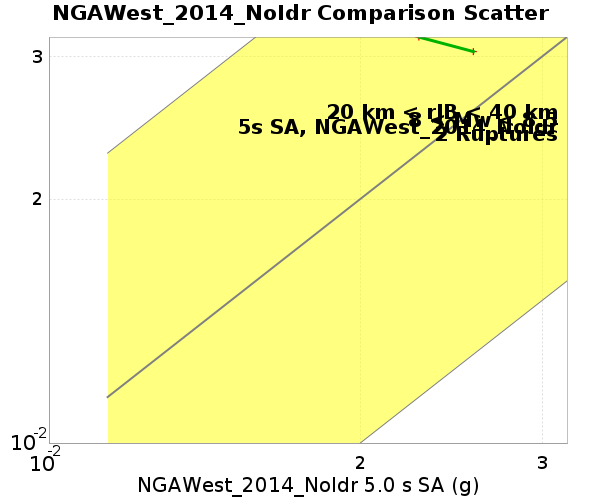 NGAWest_2014_NoIdr Comparison Scatter
3
20 km < rJB < 40 km
5s SA, NGAWest_2014_NoIdr
2 Ruptures
2
10-2
10-2
2
3
NGAWest_2014_NoIdr 5.0 s SA (g)